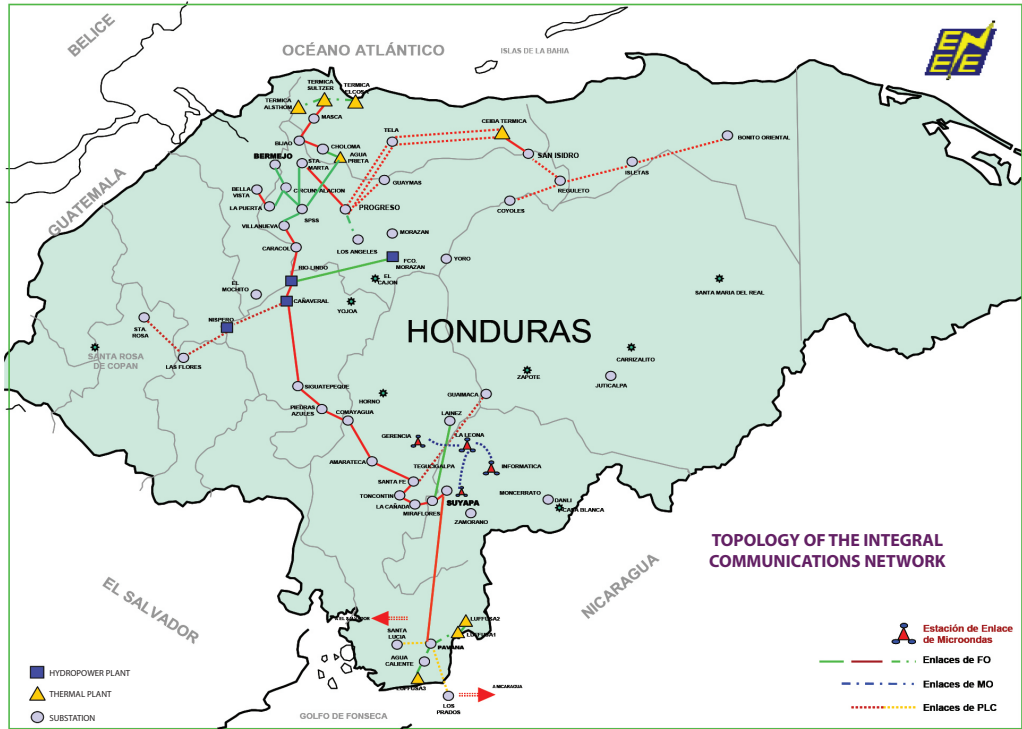 BELICE
OCÉANO ATLÁNTICO
ISLAS DE LA BAHIA
ENEE
GUATEMALA
TERMICA
SULTZER
TERMICA
ELCOSA
TERMICA
ALSTHOM
MASCA
BIJAO
CHOLOMA
AGUA
PRIETA
BERMEJO
STA.
MARTA
TELA
CEIBA TERMICA
BONITO ORIENTAL
SAN ISIDRO
ISLETAS
REGULETO
COYOLES
GUAYMAS
BELLA
VISTA
CIRCUNVALACION
LA PUERTA
SPSS
PROGRESO
VILLANUEVA
MORAZAN
LOS ANGELES
CARACOL
FCO.
MORAZAN
YORO
RIO LINDO
EL
CAJON
EL
MOCHITO
CAÑAVERAL
YOJOA
SANTA MARIA DEL REAL
NISPERO
STA.
ROSA
HONDURAS
SANTA ROSA
DE COPAN
LAS FLORES
CARRIZALITO
ZAPOTE
JUTICALPA
SIGUATEPEQUE
HORNO
GUAIMACA
PIEDRAS
AZULES
COMAYAGUA
LAINEZ
GERENCIA
LA LEONA
AMARATECA
TEGUCIGALPA
INFORMATICA
SANTA FE
TONCONTIN
LA CAÑADA
MIRAFLORES
SUYAPA
ZAMORANO
MONCERRATO
DANLI
CASA BLANCA
TOPOLOGY OF THE INTEGRAL
COMMUNICATIONS NETWORK
EL SALVADOR
NICARAGUA
A EL SALVADOR
LUFFUSA2
LUFFUSA1
SANTA
LUCIA
PAVANA
AGUA
CALIENTE
LUFFUSA3
LOS
PRADOS
A NICARAGUA
GOLFO DE FONSECA
HYDROPOWER PLANT
THERMAL PLANT
SUBSTATION
Estación de Enlace
de Microondas
Enlaces de FO
Enlaces de MO
Enlaces de PLC